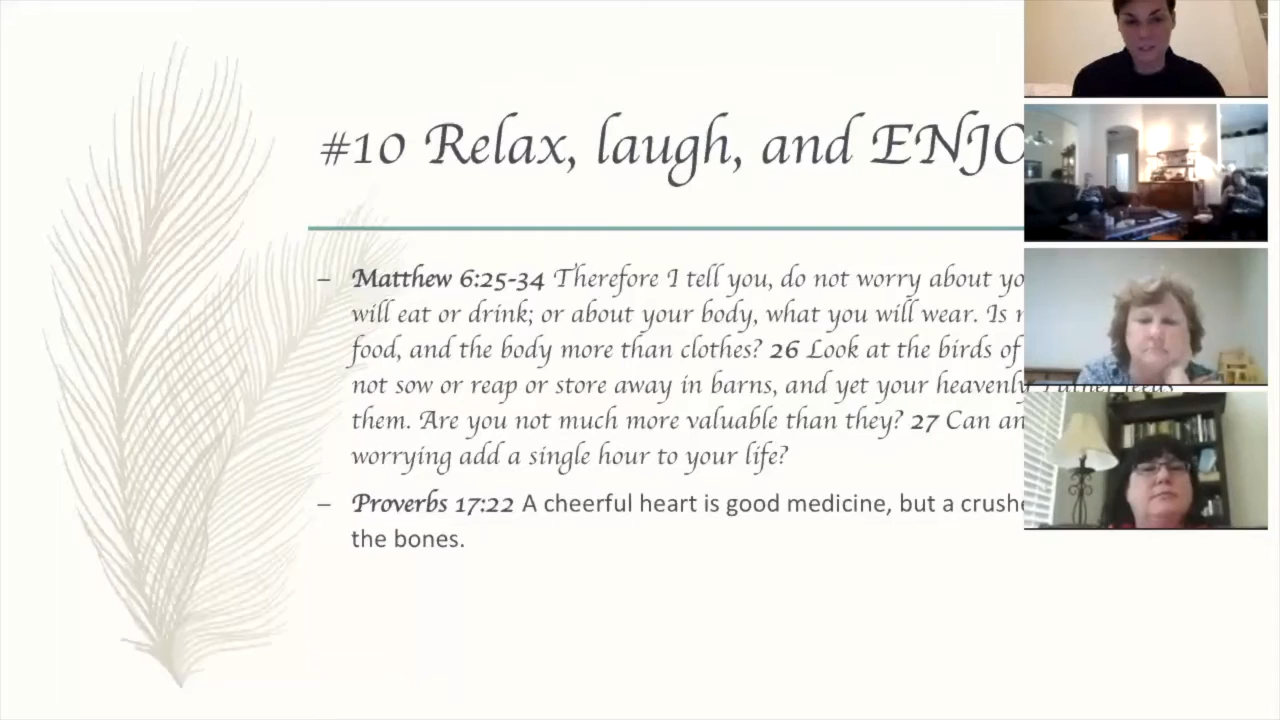 #10 Relax, laugh, and ENJO
– Matthew 6:25-34 Therefore I tell you, do not worry about yo
will eat or drink; or about your body, what you will wear. Is
food, and the body more than clothes? 26 Look at the birds of
not sow or reap or store away in barns, and yet your heavenly Father feeds
them. Are you not much more valuable than they? 27 Can an
worrying add a single hour to your life?
– Proverbs 17:22 A cheerful heart is good medicine, but a crushe
the bones.